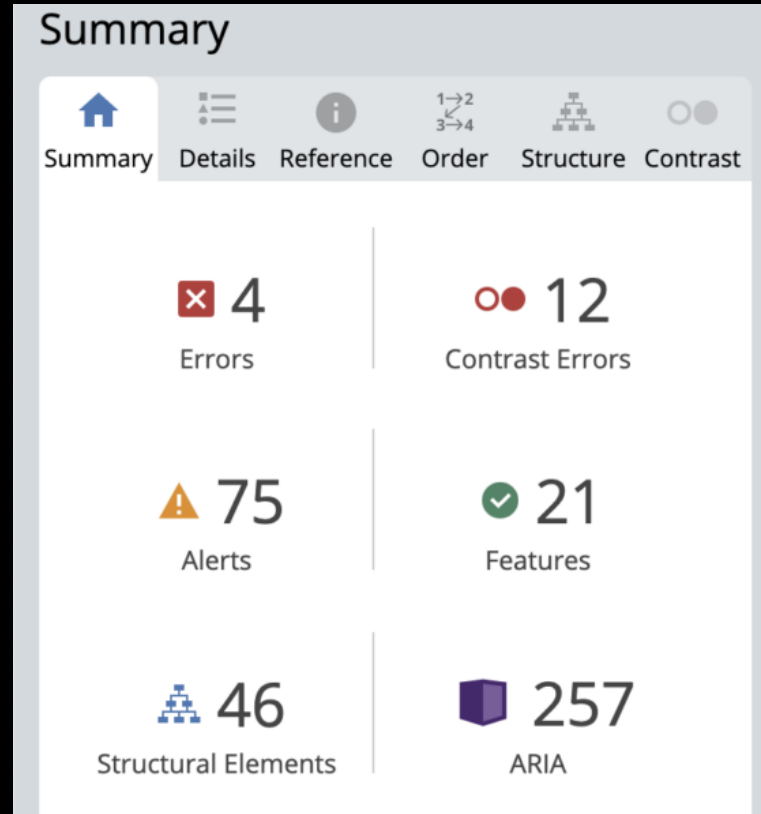 Summary
1→2
3→4
Summary Details Reference Order Structure Contrast
4 12
Errors Contrast Errors
75 21
Alerts Features
46 257
Structural Elements ARIA